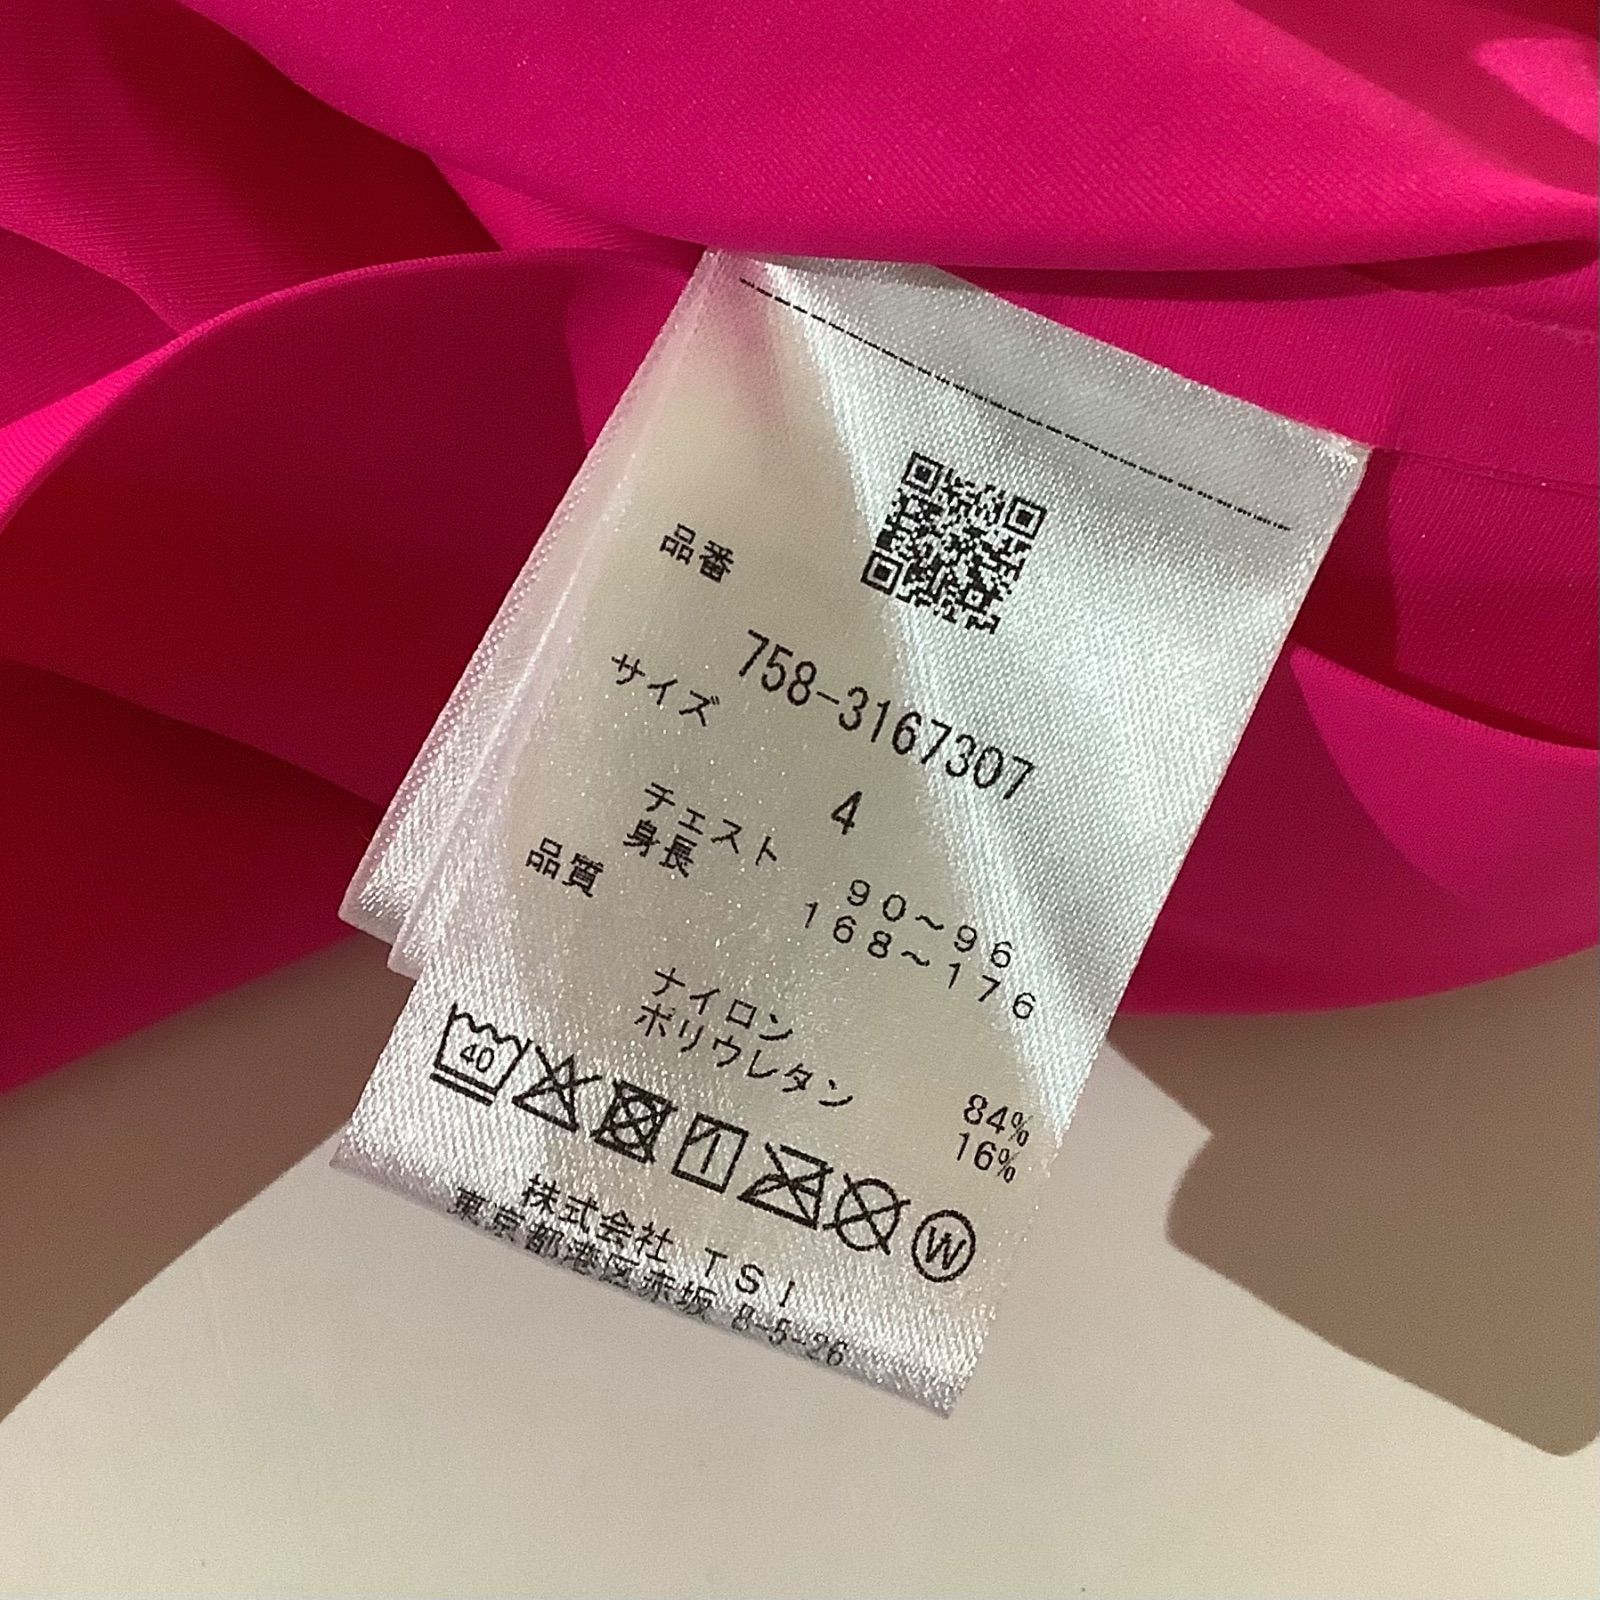 品番
758-3167307
サイズ
4
チェスト 90~96
身長 168~176
品質
ナイロン 84%
ポリウレタン 16%
40
W
株式会社 TSI
東京都港区赤坂 8-5-26